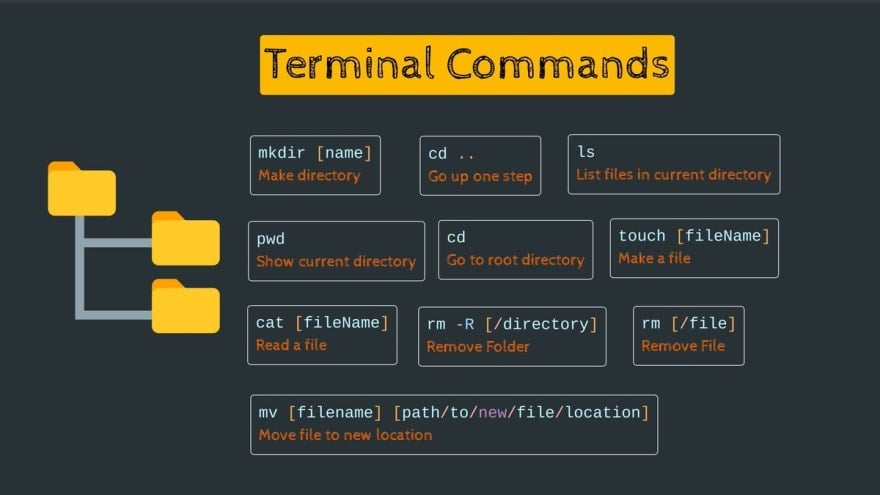 Terminal Commands
mkdir [name]
Make directory
cd ..
Go up one step
ls
List files in current directory
pwd
Show current directory
cd
Go to root directory
touch [fileName]
Make a file
cat [fileName]
Read a file
rm -R [/directory]
Remove Folder
rm [/file]
Remove File
mv [filename] [path/to/new/file/location]
Move file to new location